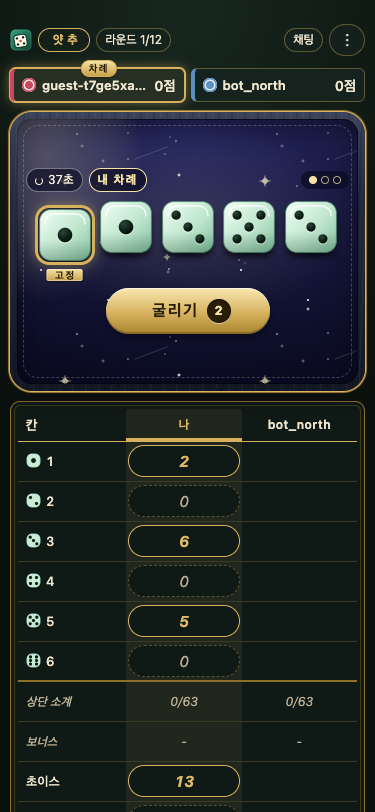 얏 추 라운드 1/12 채팅
차례
guest-t7ge5xa... 0점 bot_north 0점
37초 내 차례
고정
굴리기 2
칸 나 bot_north
1 2
2 0
3 6
4 0
5 5
6 0
상단 소계 0/63 0/63
보너스 - -
초이스 13